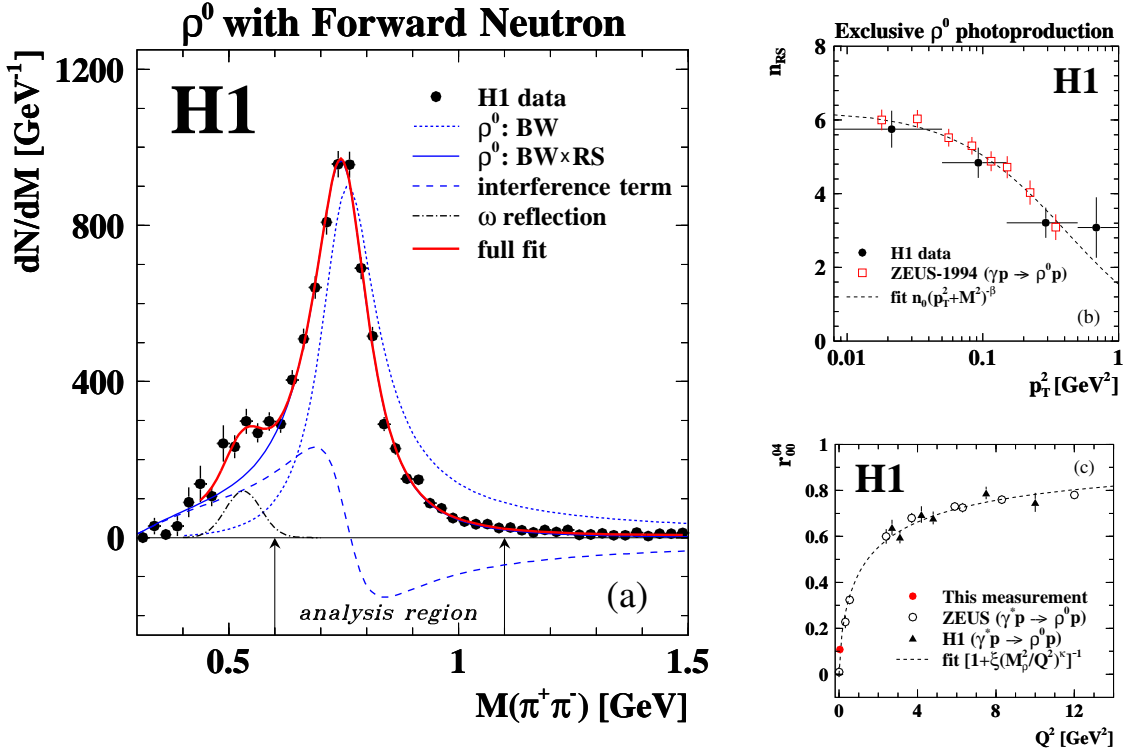 ρ⁰ with Forward Neutron
dN/dM [GeV⁻¹]
1200
800
400
0
H1
H1 data
ρ⁰: BW
ρ⁰: BW×RS
interference term
ω reflection
full fit
analysis region
(a)
0.5
1
1.5
M(π⁺π⁻) [GeV]
Exclusive ρ⁰ photoproduction
n_RS
8
6
4
2
0
H1
H1 data
ZEUS-1994 (γp → ρ⁰p)
fit n₀(p_T²+M²)^-β
(b)
0.01
0.1
1
p_T² [GeV²]
r₀₀⁰⁴
1
0.8
0.6
0.4
0.2
0
H1
(c)
This measurement
ZEUS (γ*p → ρ⁰p)
H1 (γ*p → ρ⁰p)
fit [1+ξ(M_ρ²/Q²)^κ]⁻¹
0
4
8
12
Q² [GeV²]